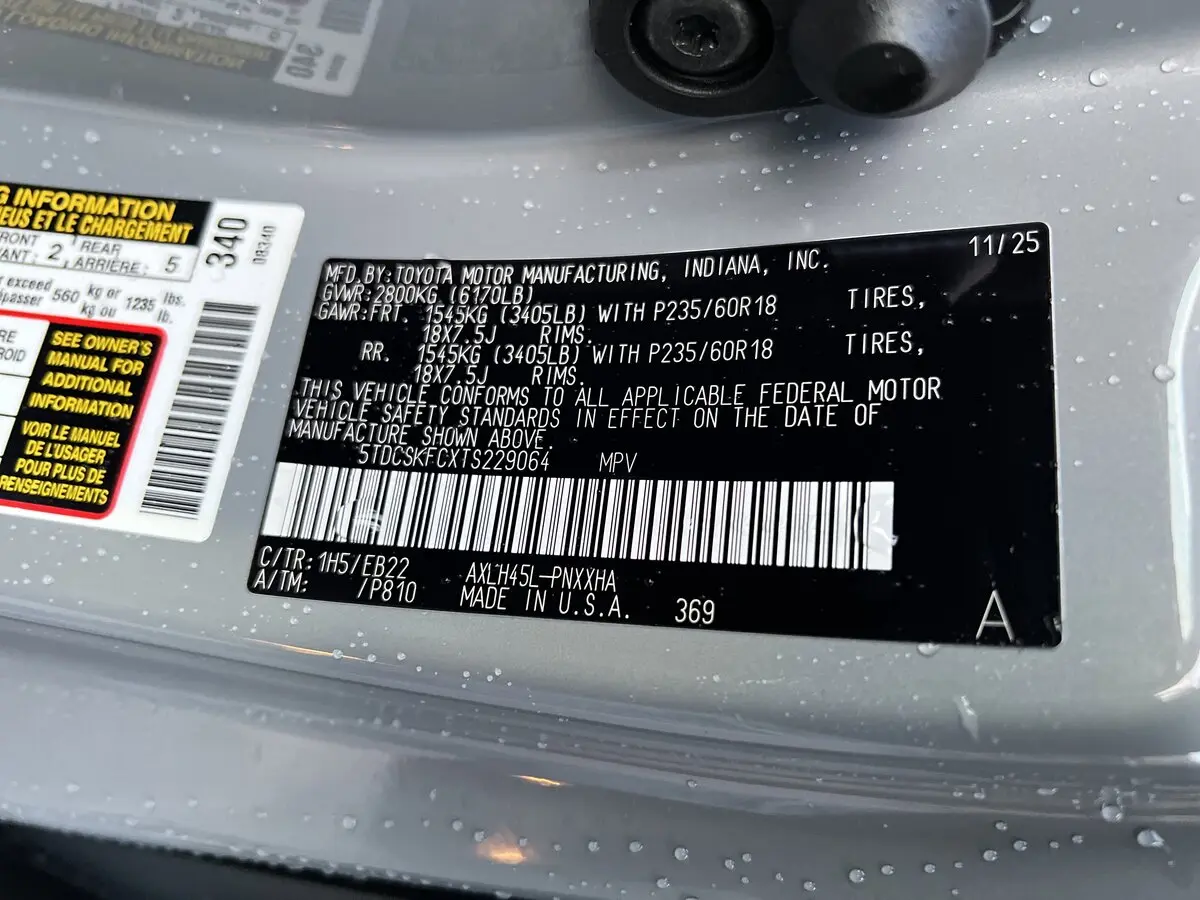 G INFORMATION
EUS ET LE CHARGEMENT
FRONT 2, REAR 5
VANT: ARRIÈRE:
exceed 560 kg or 1235 lbs.
épasser kg ou lb.
SEE OWNER'S
MANUAL FOR
ADDITIONAL
INFORMATION
VOIR LE MANUEL
DE L'USAGER
POUR PLUS DE
RENSEIGNEMENTS
340
08340
11/25
MFD. BY: TOYOTA MOTOR MANUFACTURING, INDIANA, INC.
GVWR: 2800KG (6170LB)
GAWR: FRT. 1545KG (3405LB) WITH P235/60R18 TIRES,
18X7.5J RIMS.
RR. 1545KG (3405LB) WITH P235/60R18 TIRES,
18X7.5J RIMS.
THIS VEHICLE CONFORMS TO ALL APPLICABLE FEDERAL MOTOR
VEHICLE SAFETY STANDARDS IN EFFECT ON THE DATE OF
MANUFACTURE SHOWN ABOVE.
5TDCSKFCXTS229064 MPV
C/TR: 1H5/EB22 AXLH45L-PNXXHA
A/TM: /P810 MADE IN U.S.A. 369
A